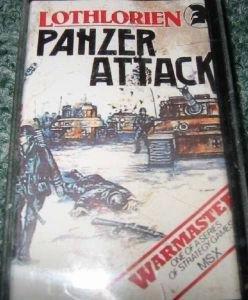 LOTHLORIEN
PANZER
ATTACK
WARMASTER
ONE OF A SERIES
OF STRATEGY GAMES
MSX